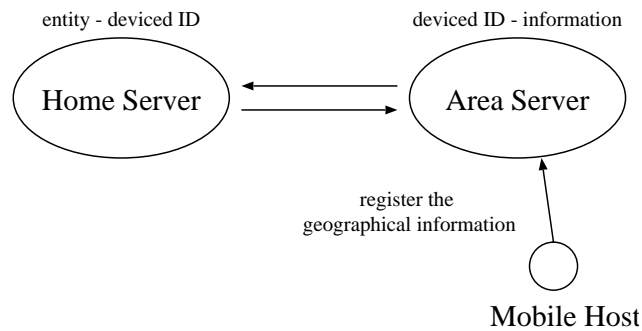 entity - deviced ID
deviced ID - information
Home Server
Area Server
register the
geographical information
Mobile Host